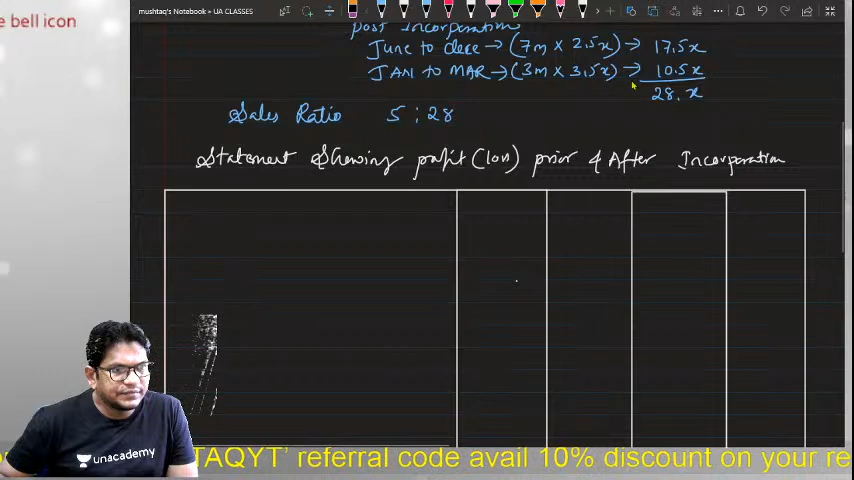 e bell icon
mushtaq's Notebook » UA CLASSES
post Incorporation
June to Dece → (7m x 2.5x) → 17.5x
JAN to MAR → (3m x 3.5x) → 10.5x
28.x
Sales Ratio 5 : 28
Statement Showing profit (loss) prior & After Incorporation
unacademy
TAQYT' referral code avail 10% discount on your re